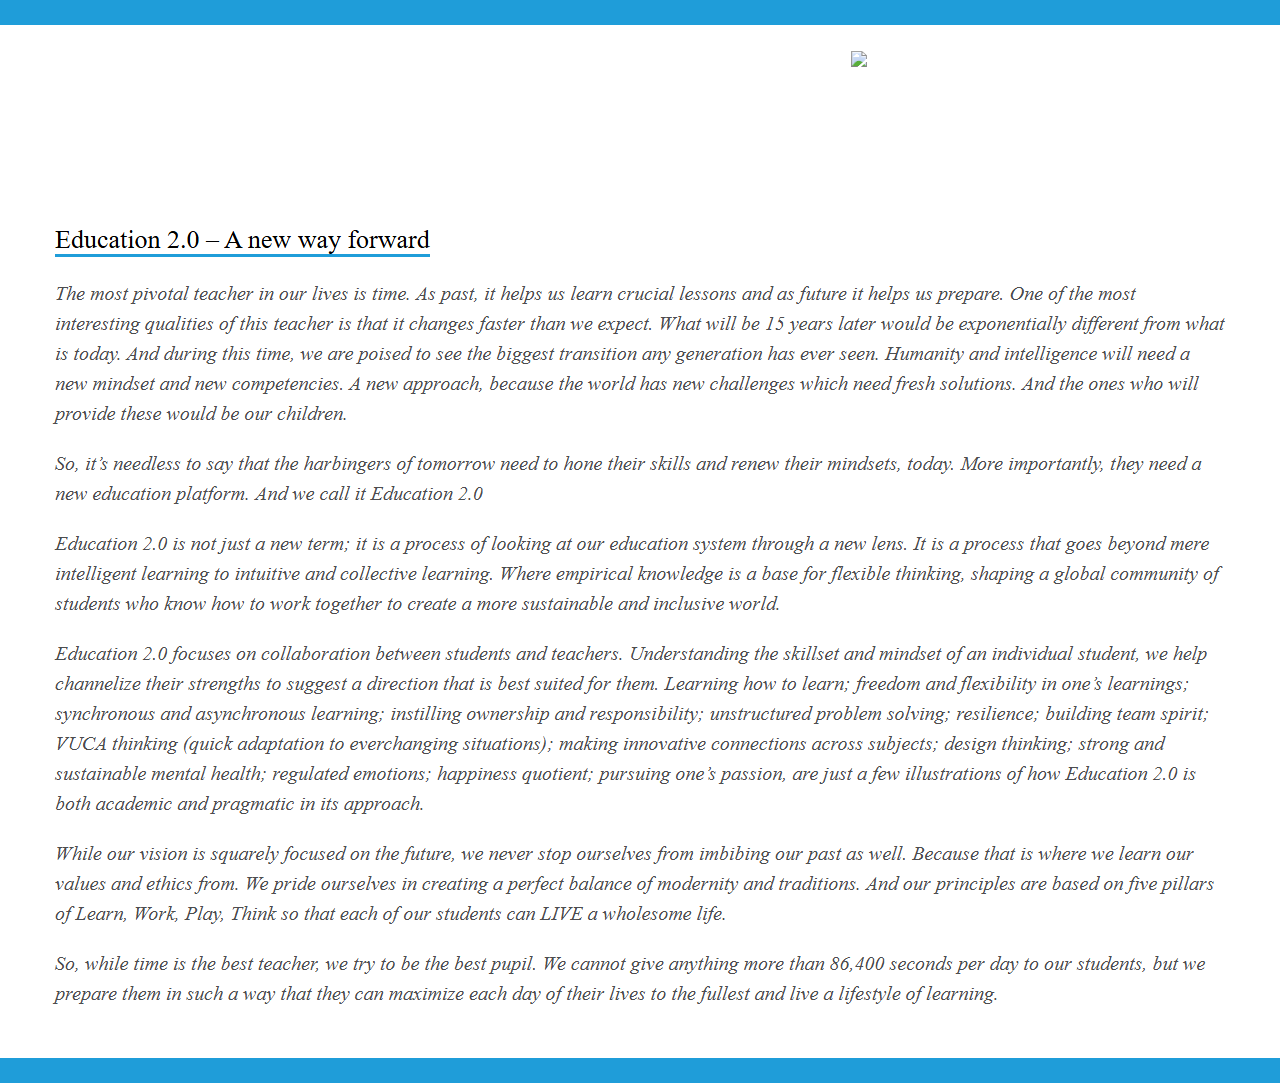 Education 2.0 – A new way forward
The most pivotal teacher in our lives is time. As past, it helps us learn crucial lessons and as future it helps us prepare. One of the most
interesting qualities of this teacher is that it changes faster than we expect. What will be 15 years later would be exponentially different from what
is today. And during this time, we are poised to see the biggest transition any generation has ever seen. Humanity and intelligence will need a
new mindset and new competencies. A new approach, because the world has new challenges which need fresh solutions. And the ones who will
provide these would be our children.
So, it’s needless to say that the harbingers of tomorrow need to hone their skills and renew their mindsets, today. More importantly, they need a
new education platform. And we call it Education 2.0
Education 2.0 is not just a new term; it is a process of looking at our education system through a new lens. It is a process that goes beyond mere
intelligent learning to intuitive and collective learning. Where empirical knowledge is a base for flexible thinking, shaping a global community of
students who know how to work together to create a more sustainable and inclusive world.
Education 2.0 focuses on collaboration between students and teachers. Understanding the skillset and mindset of an individual student, we help
channelize their strengths to suggest a direction that is best suited for them. Learning how to learn; freedom and flexibility in one’s learnings;
synchronous and asynchronous learning; instilling ownership and responsibility; unstructured problem solving; resilience; building team spirit;
VUCA thinking (quick adaptation to everchanging situations); making innovative connections across subjects; design thinking; strong and
sustainable mental health; regulated emotions; happiness quotient; pursuing one’s passion, are just a few illustrations of how Education 2.0 is
both academic and pragmatic in its approach.
While our vision is squarely focused on the future, we never stop ourselves from imbibing our past as well. Because that is where we learn our
values and ethics from. We pride ourselves in creating a perfect balance of modernity and traditions. And our principles are based on five pillars
of Learn, Work, Play, Think so that each of our students can LIVE a wholesome life.
So, while time is the best teacher, we try to be the best pupil. We cannot give anything more than 86,400 seconds per day to our students, but we
prepare them in such a way that they can maximize each day of their lives to the fullest and live a lifestyle of learning.